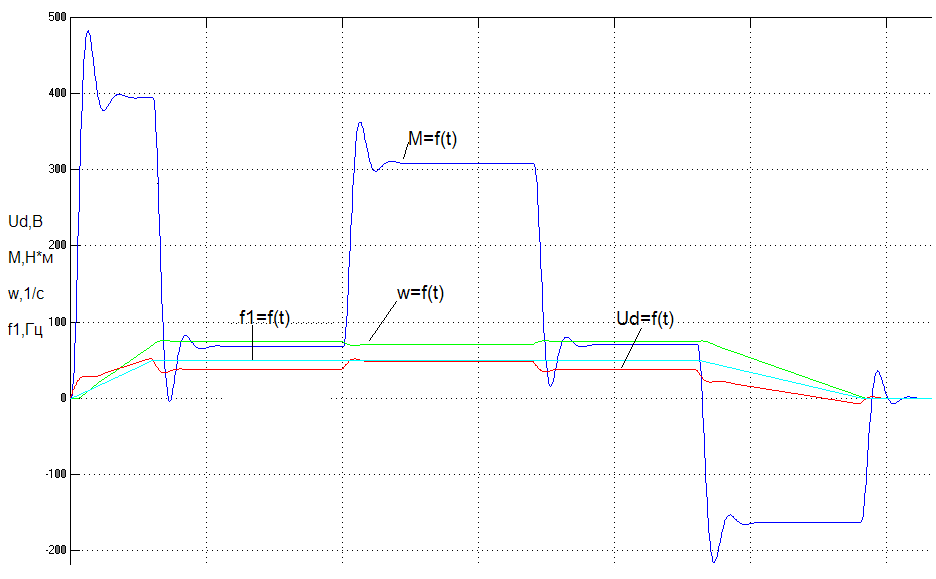 500
400
300
200
100
0
-100
-200
Ud,В
М,Н*м
w,1/с
f1,Гц
M=f(t)
w=f(t)
f1=f(t)
Ud=f(t)